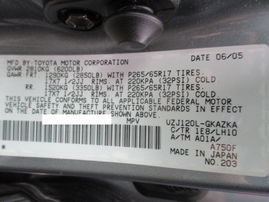 DATE 06/05
MFD. BY TOYOTA MOTOR CORPORATION
GVWR 2810KG (6200LB)
GAWR FRT 1290KG (2850LB) WITH P265/65R17 TIRES,
17X7 1/2JJ RIMS, AT 220KPA (32PSI) COLD
RR 1520KG (3350LB) WITH P265/65R17 TIRES,
17X7 1/2JJ RIMS, AT 220KPA (32PSI) COLD
THIS VEHICLE CONFORMS TO ALL APPLICABLE FEDERAL MOTOR
VEHICLE SAFETY AND THEFT PREVENTION STANDARDS IN EFFECT
ON THE DATE OF MANUFACTURE SHOWN ABOVE.
UZJ120L-GKAZKA
C/TR 1E8/LH10
A/TM A01A/
A750F
MADE IN
JAPAN
NO.203